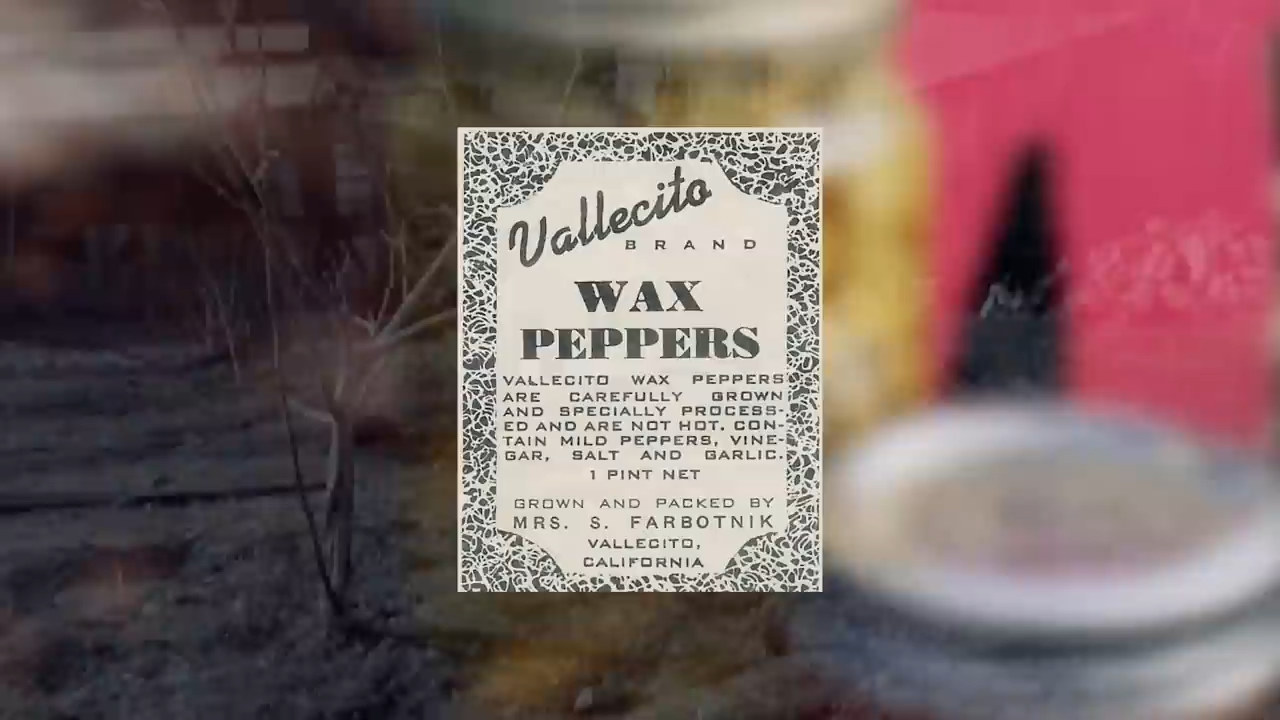 Vallecito
BRAND
WAX
PEPPERS
VALLECITO WAX PEPPERS
ARE CAREFULLY GROWN
AND SPECIALLY PROCESS-
ED AND ARE NOT HOT. CON-
TAIN MILD PEPPERS, VINE-
GAR, SALT AND GARLIC.
1 PINT NET
GROWN AND PACKED BY
MRS. S. FARBOTNIK
VALLECITO,
CALIFORNIA